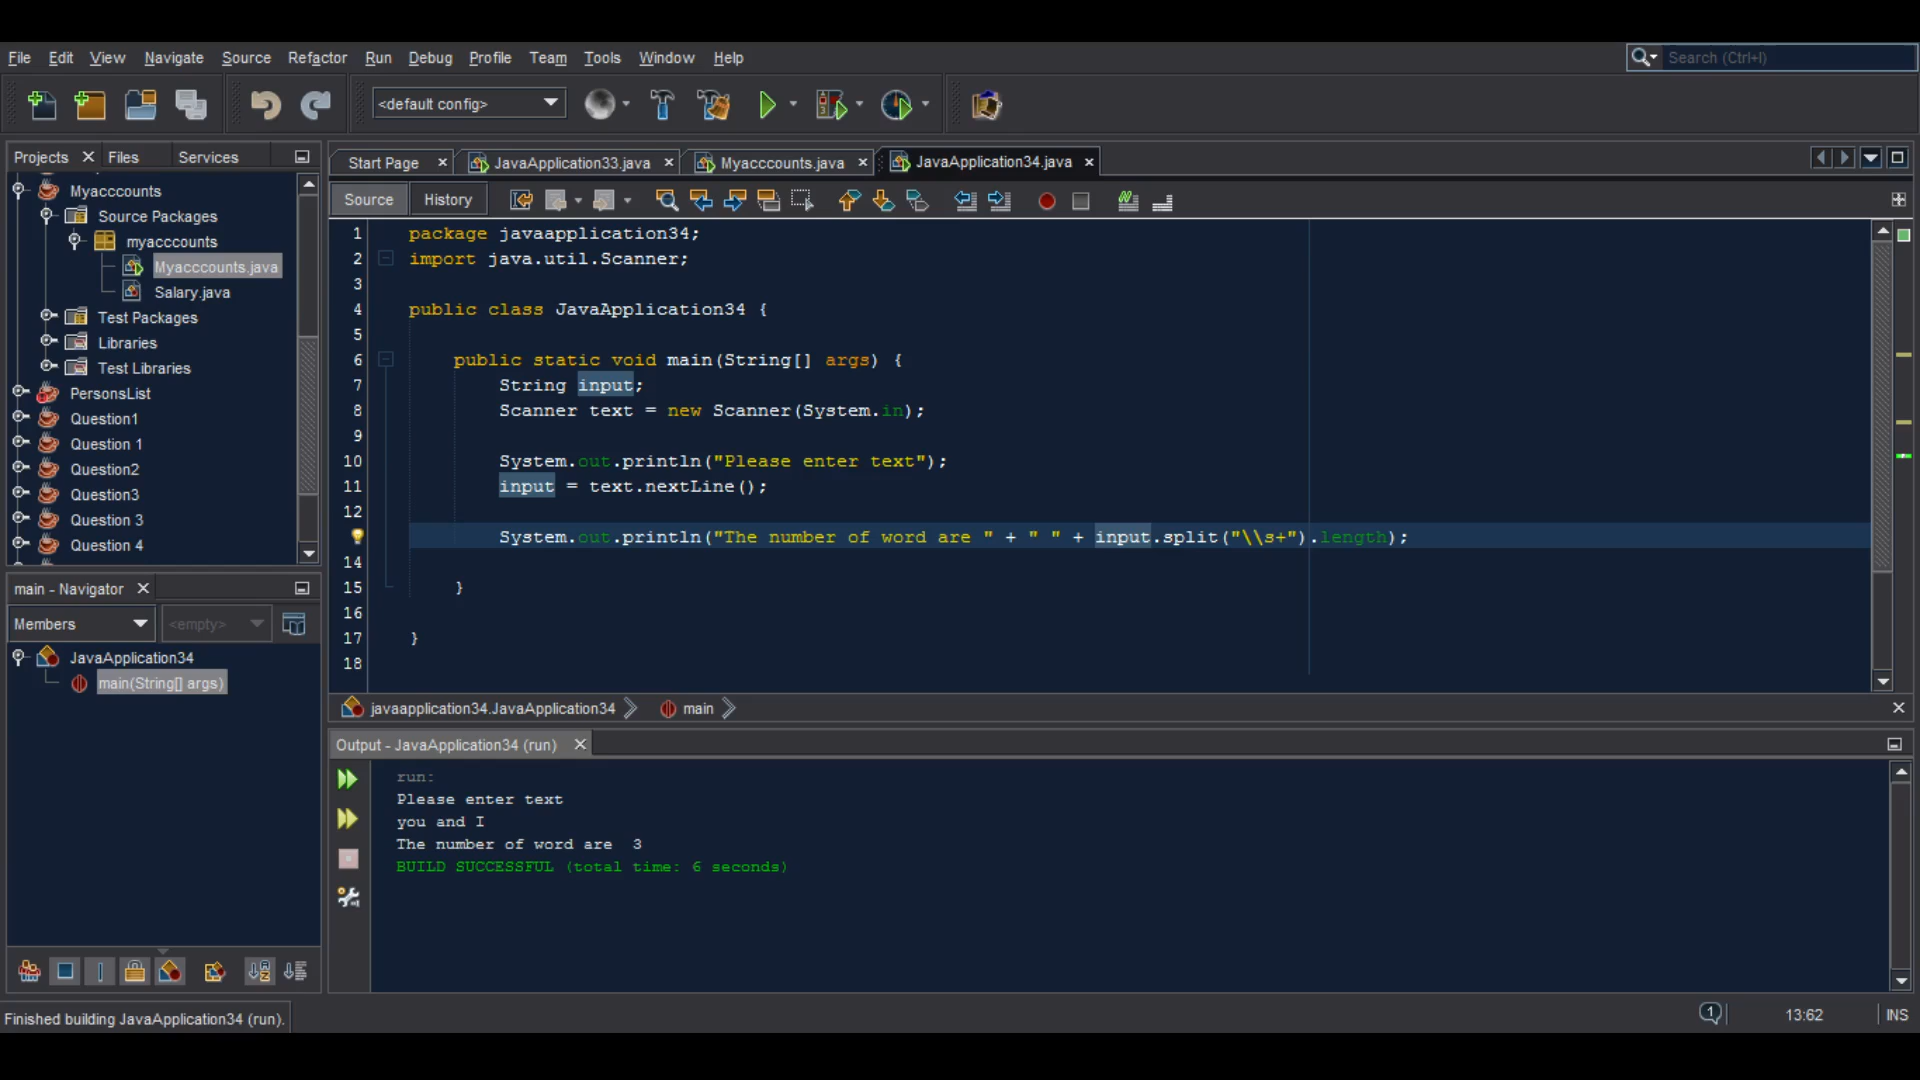 File Edit View Navigate Source Refactor Run Debug Profile Team Tools Window Help
Search (Ctrl+I)
<default config>
Projects Files Services
Start Page JavaApplication33.java Myacccounts.java JavaApplication34.java
Source History
Myacccounts
Source Packages
myacccounts
Myacccounts.java
Salary.java
Test Packages
Libraries
Test Libraries
PersonsList
Question1
Question 1
Question2
Question3
Question 3
Question 4
1 package javaapplication34;
2 import java.util.Scanner;
3
4 public class JavaApplication34 {
5
6 public static void main(String[] args) {
7 String input;
8 Scanner text = new Scanner(System.in);
9
10 System.out.println("Please enter text");
11 input = text.nextLine();
12
System.out.println("The number of word are " + " " + input.split("\\s+").length);
14
15 }
16
17 }
18
main - Navigator
Members <empty>
JavaApplication34
main(String[] args)
javaapplication34.JavaApplication34 main
Output - JavaApplication34 (run)
run:
Please enter text
you and I
The number of word are  3
BUILD SUCCESSFUL (total time: 6 seconds)
Finished building JavaApplication34 (run).
1 13:62 INS